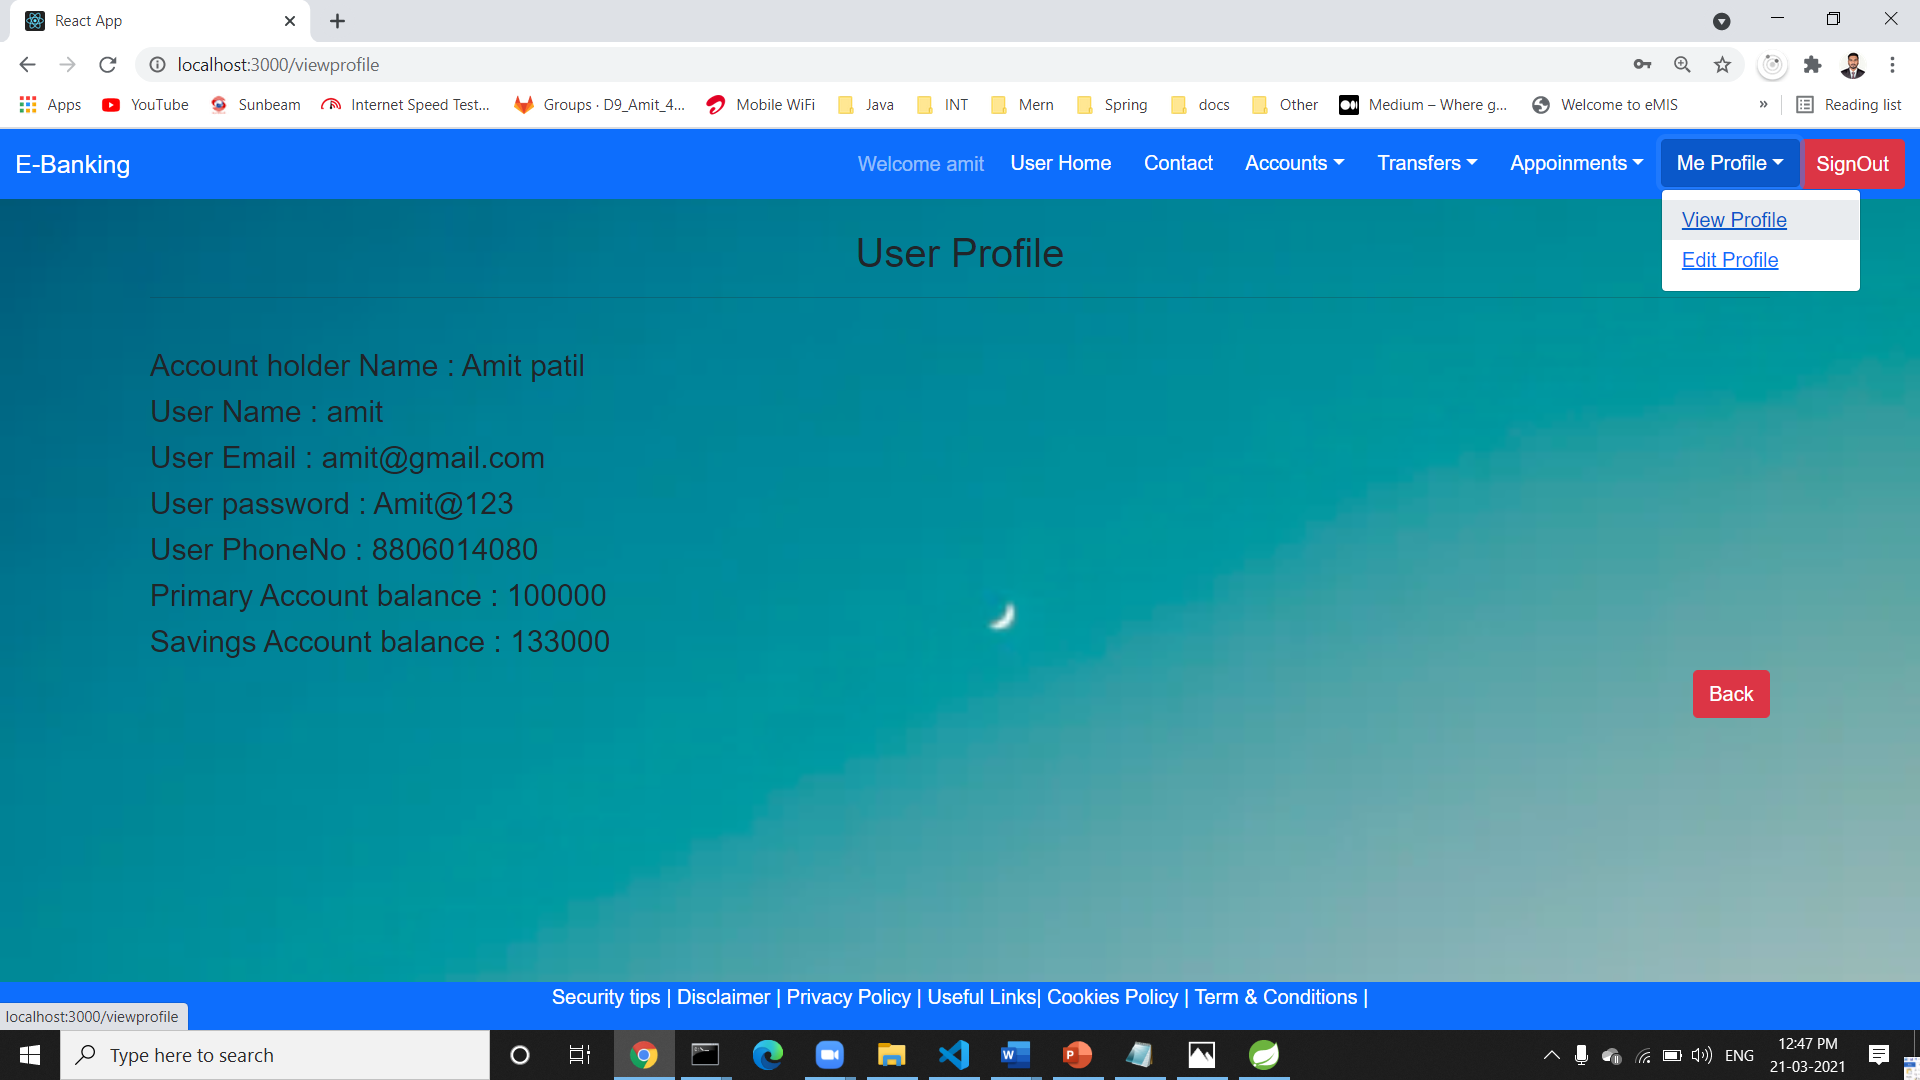 React App
localhost:3000/viewprofile
Apps YouTube Sunbeam Internet Speed Test... Groups · D9_Amit_4... Mobile WiFi Java INT Mern Spring docs Other Medium – Where g... Welcome to eMIS » Reading list
E-Banking Welcome amit User Home Contact Accounts Transfers Appoinments Me Profile SignOut
View Profile
Edit Profile
User Profile
Account holder Name : Amit patil
User Name : amit
User Email : amit@gmail.com
User password : Amit@123
User PhoneNo : 8806014080
Primary Account balance : 100000
Savings Account balance : 133000
Back
Security tips | Disclaimer | Privacy Policy | Useful Links| Cookies Policy | Term & Conditions |
localhost:3000/viewprofile
Type here to search
ENG
12:47 PM
21-03-2021